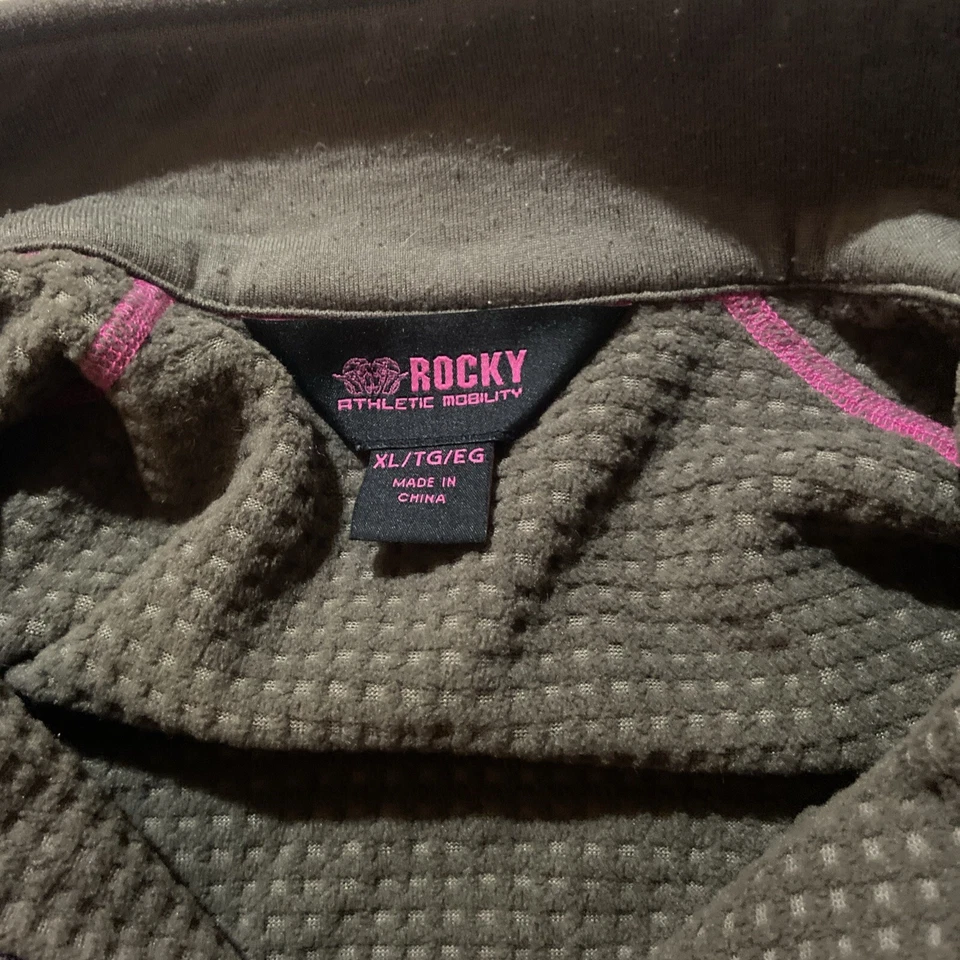 ROCKY
ATHLETIC MOBILITY
XL/TG/EG
MADE IN
CHINA